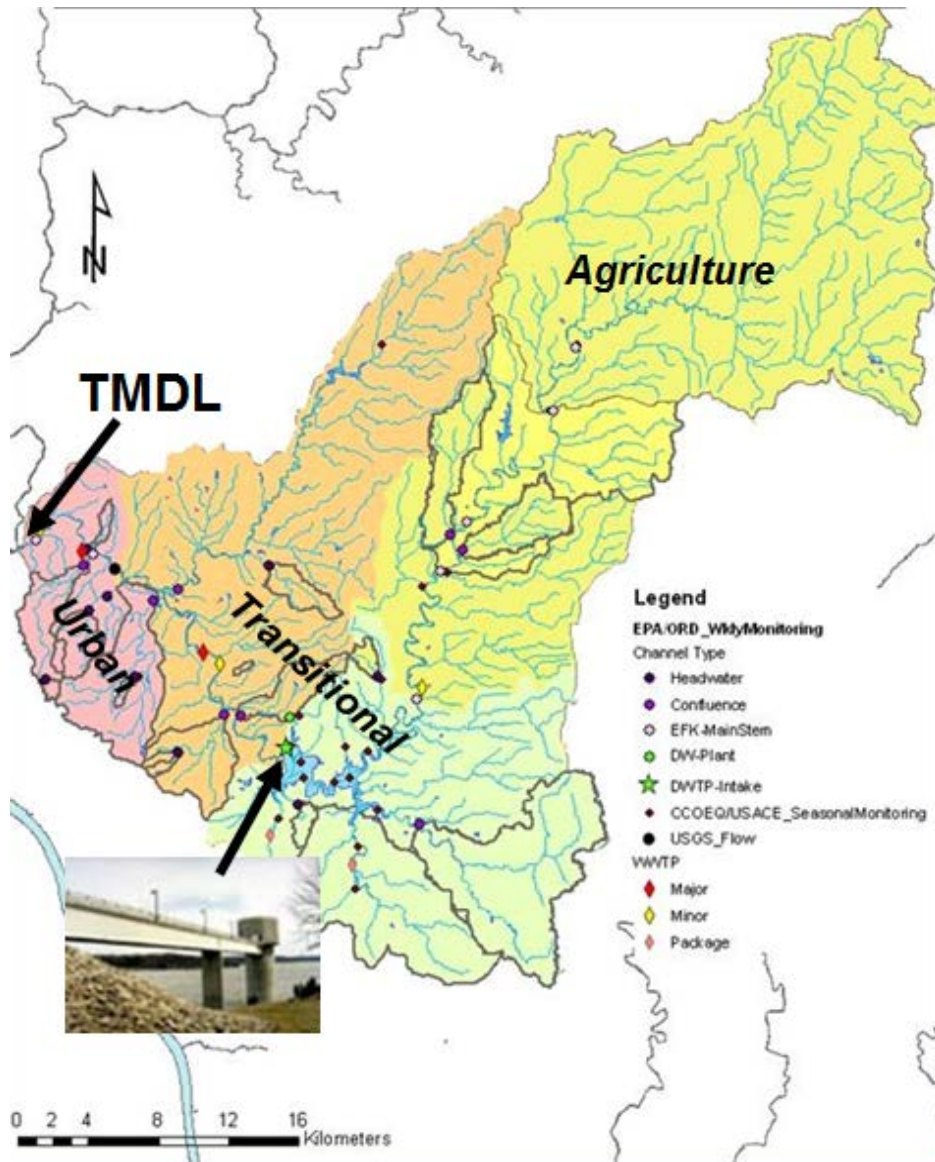 N
Agriculture
TMDL
Urban
Transitional
Legend
EPA/ORD_WklyMonitoring
Channel Type
Headwater
Confluence
EFK-MainStem
DW-Plant
DWTP-Intake
CCOEQ/USACE_SeasonalMonitoring
USGS_Flow
WWTP
Major
Minor
Package
0 2 4 8 12 16
Kilometers